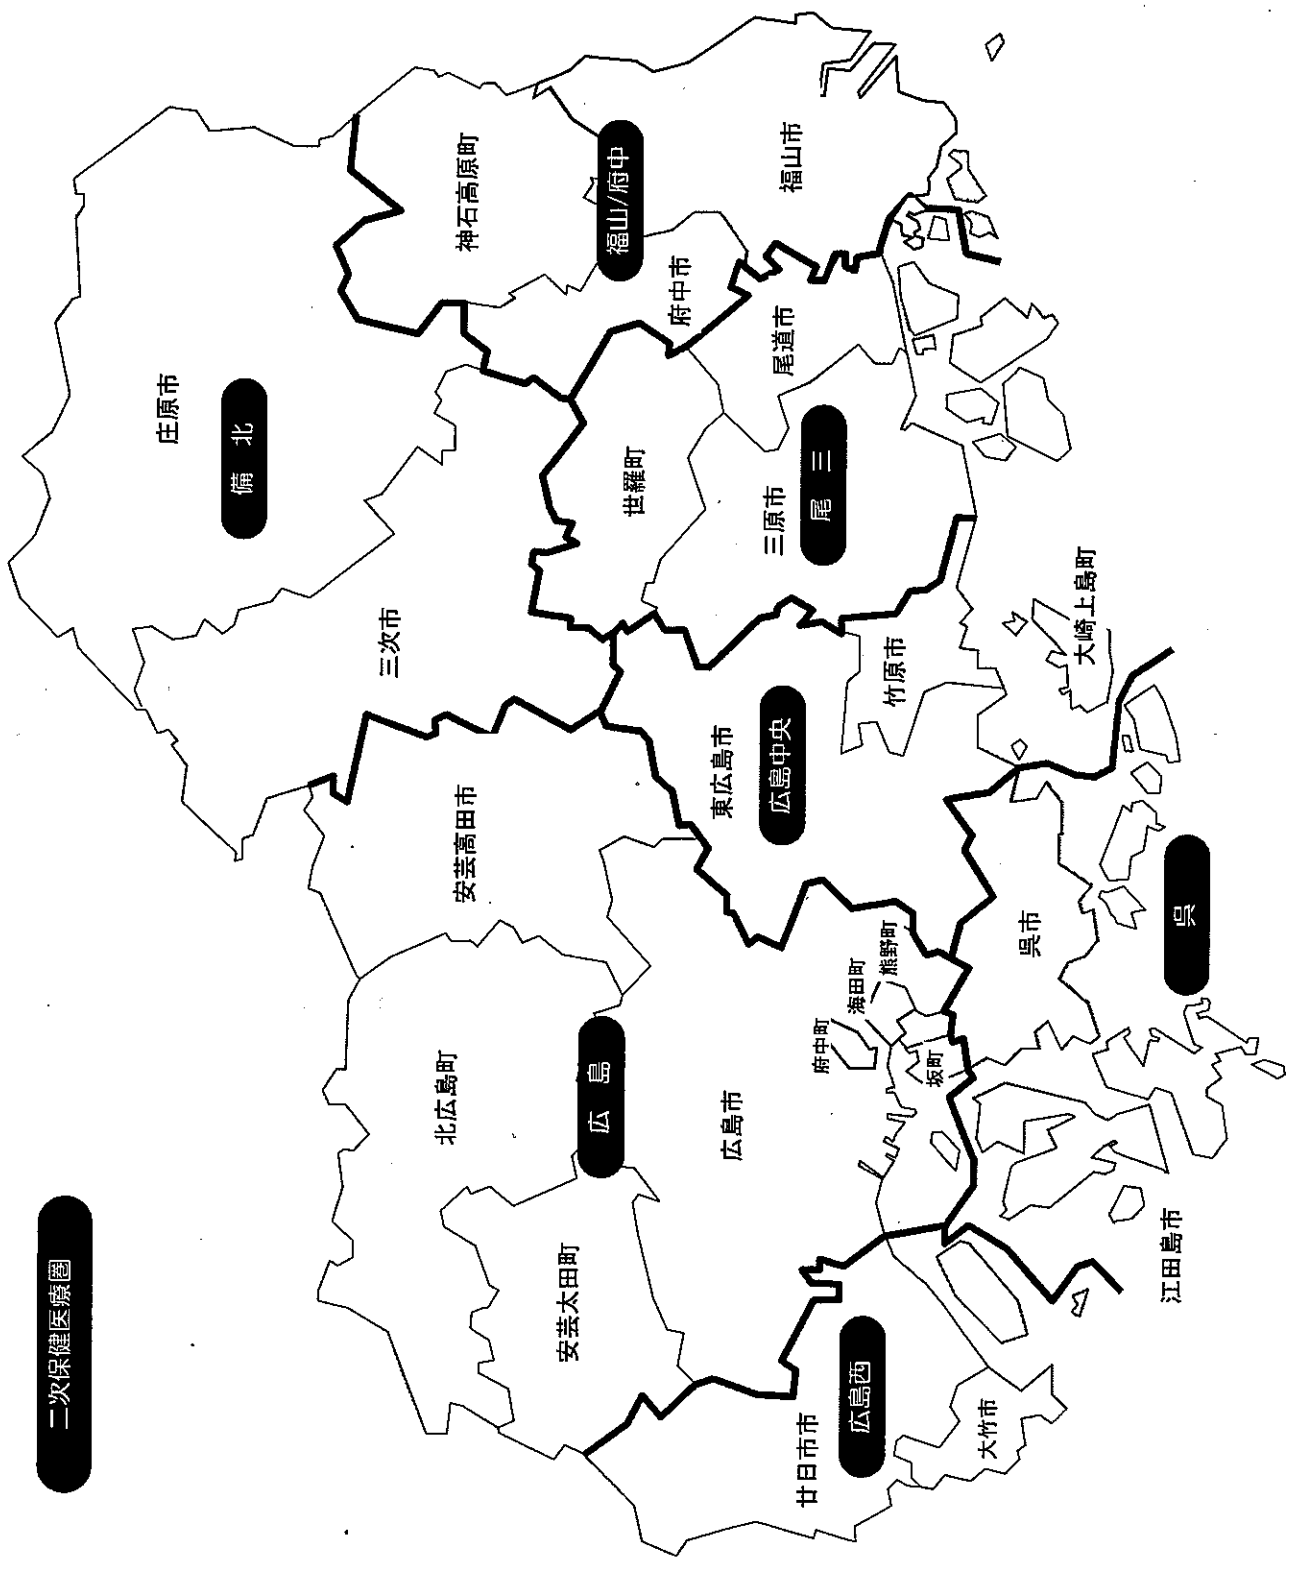 二次保健医療圏
庄原市
備 北
三次市
神石高原町
福山/府中
福山市
府中市
世羅町
尾道市
三原市
尾 三
安芸高田市
北広島町
広 島
安芸太田町
広島市
東広島市
広島中央
竹原市
大崎上島町
府中町
海田町
熊野町
坂町
呉市
呉
江田島市
廿日市市
広島西
大竹市